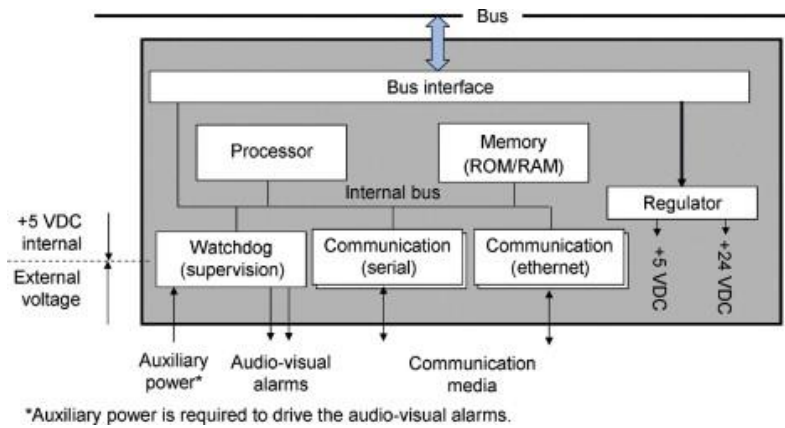 Bus
Bus interface
Processor
Memory
(ROM/RAM)
Internal bus
Regulator
+5 VDC
internal
External
voltage
Watchdog
(supervision)
Communication
(serial)
Communication
(ethernet)
+5 VDC
+24 VDC
Auxiliary
power*
Audio-visual
alarms
Communication
media
*Auxiliary power is required to drive the audio-visual alarms.